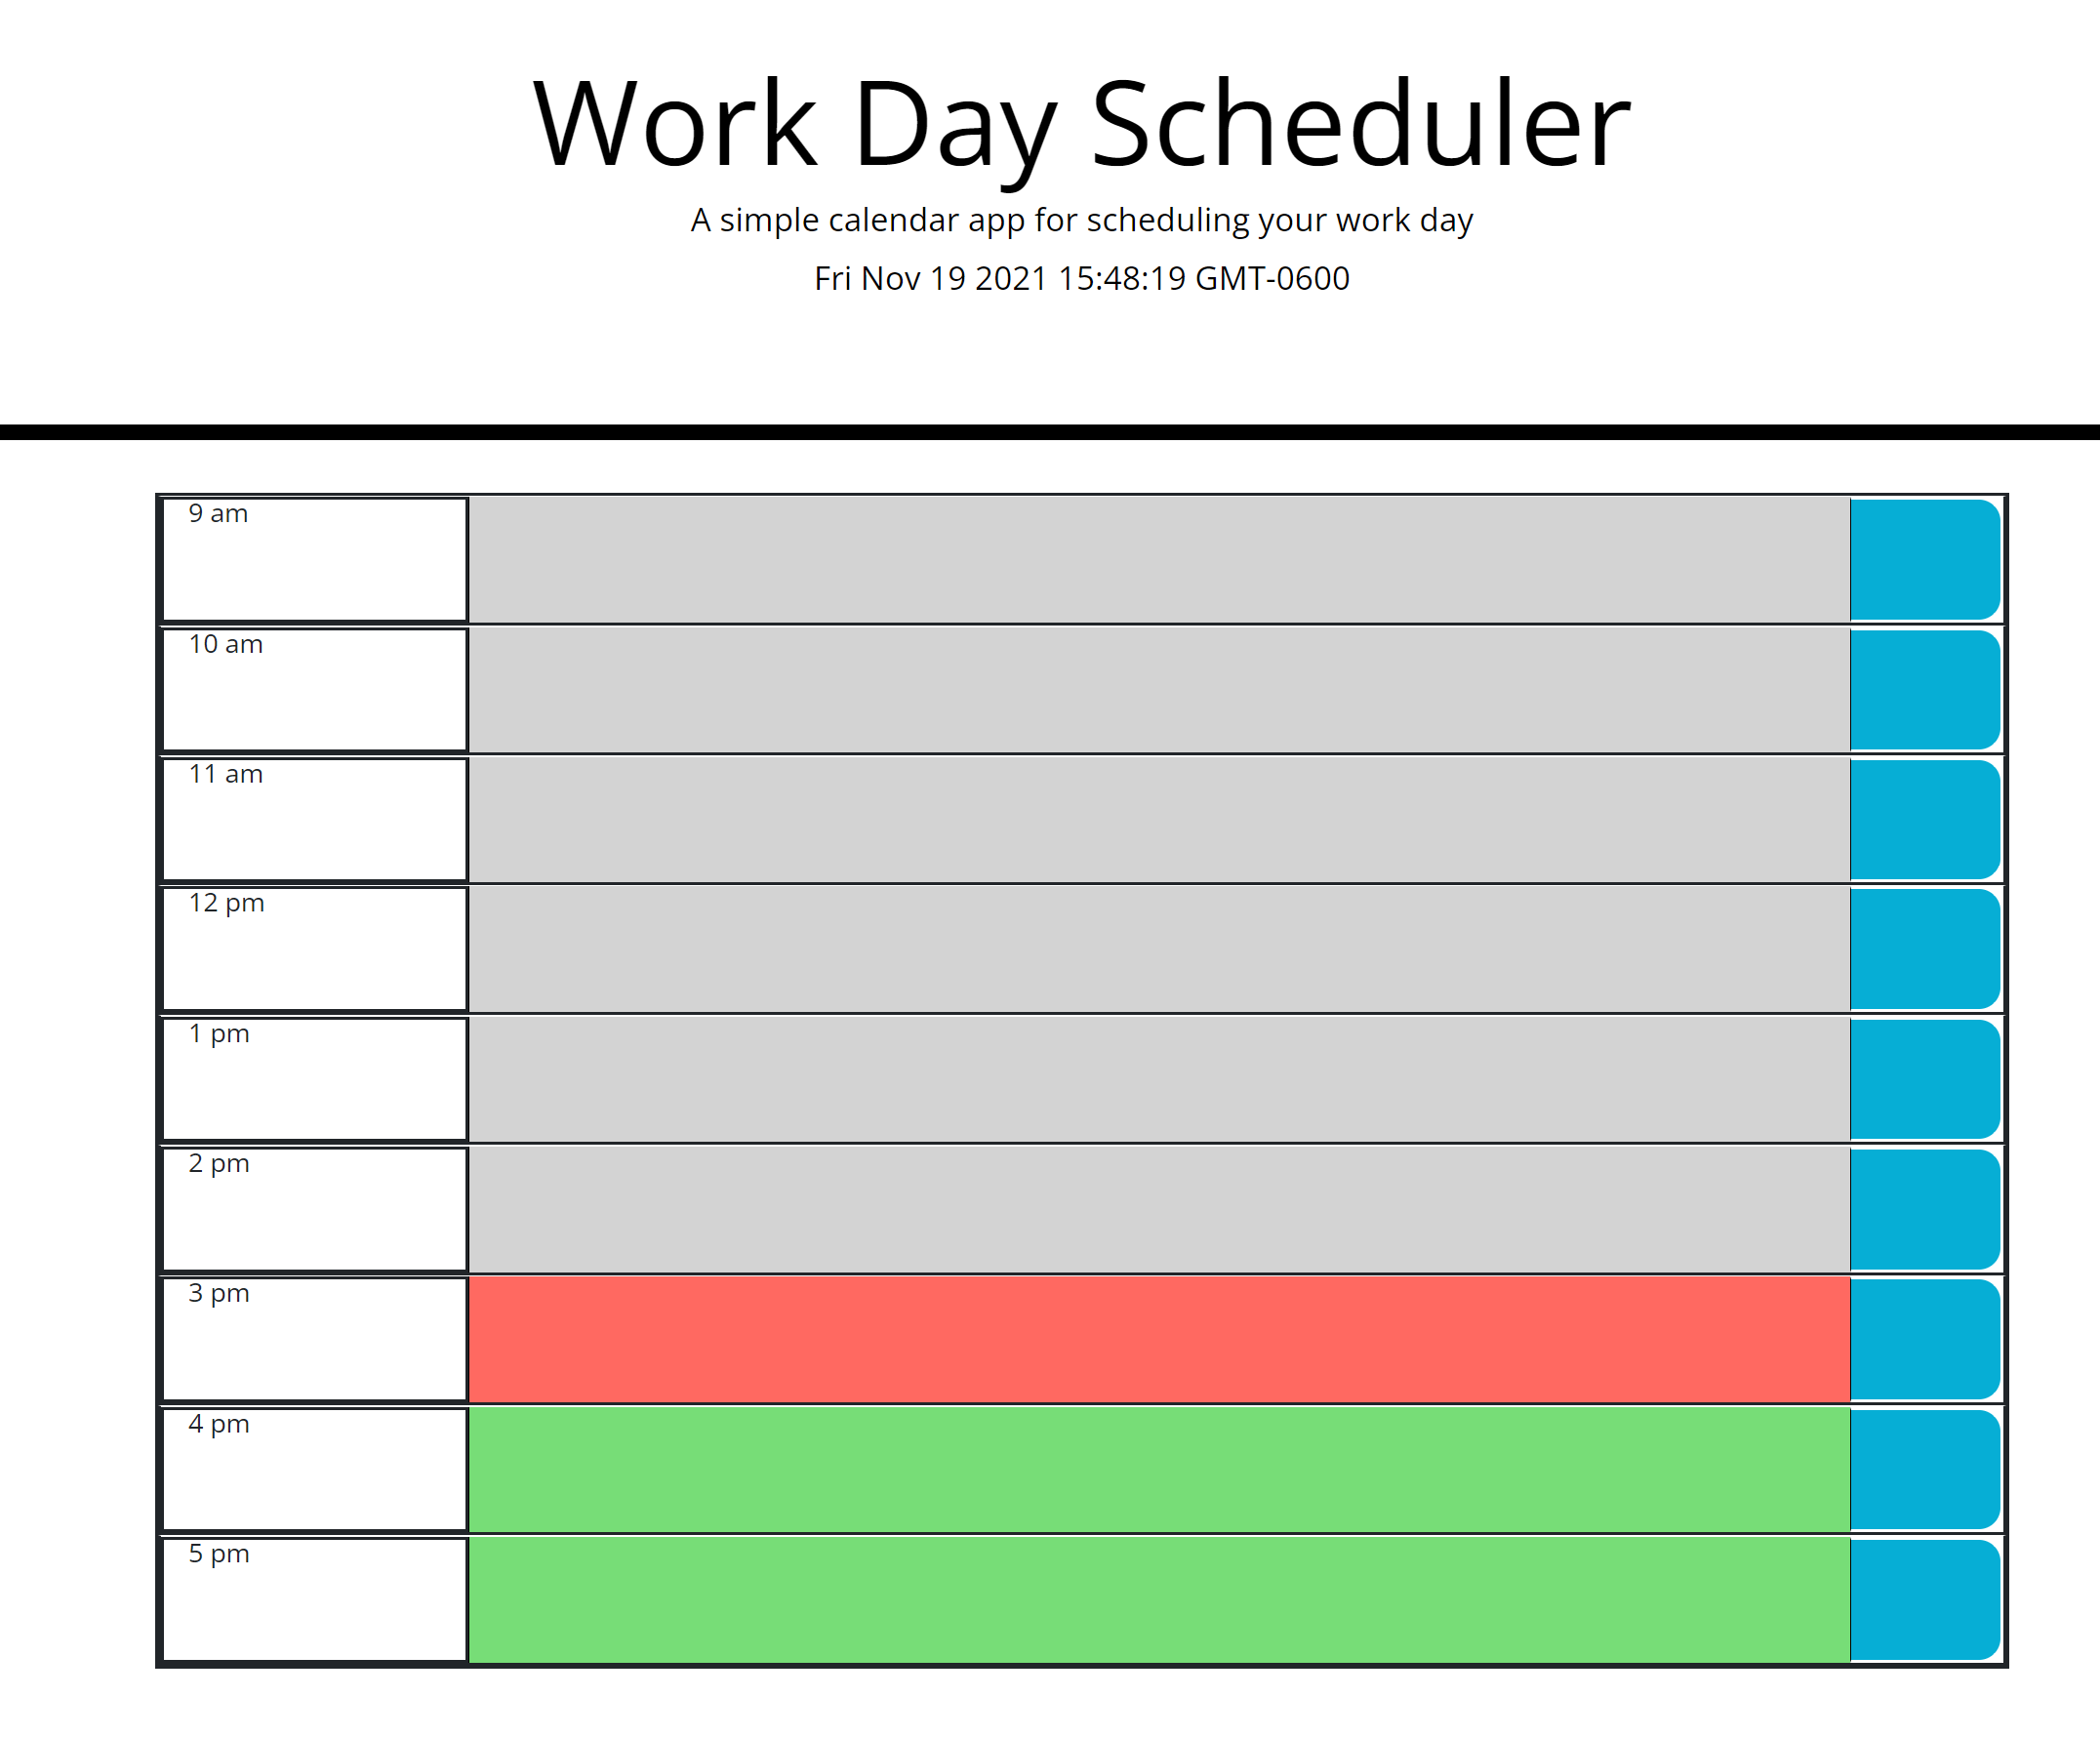 Work Day Scheduler
A simple calendar app for scheduling your work day
Fri Nov 19 2021 15:48:19 GMT-0600
9 am
10 am
11 am
12 pm
1 pm
2 pm
3 pm
4 pm
5 pm